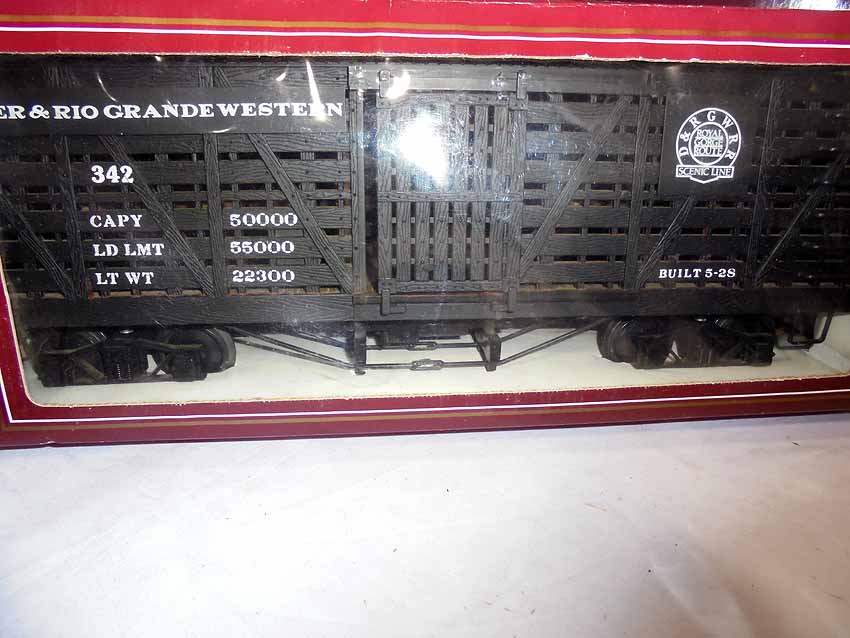 ER & RIO GRANDE WESTERN
342
CAPY 50000
LD LMT 55000
LT WT 22300
D & R G W R R
ROYAL
GORGE
ROUTE
SCENIC LINE
BUILT 5-28